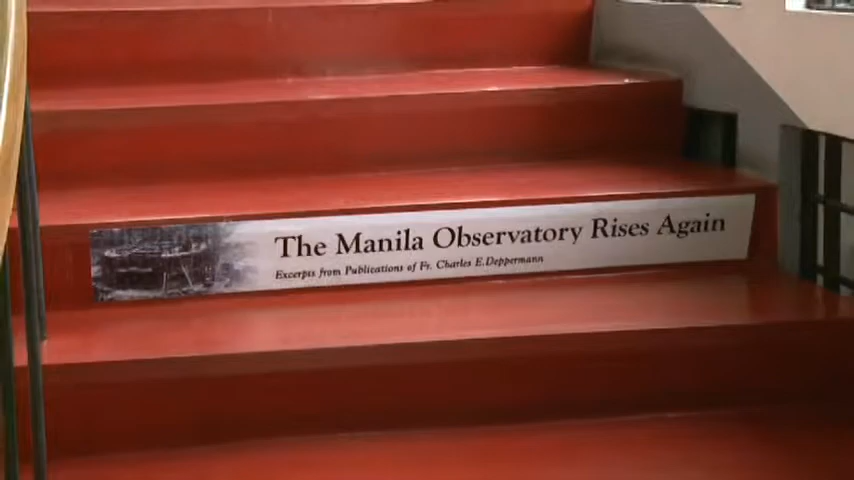 The Manila Observatory Rises Again
Excerpts from Publications of Fr. Charles E.Deppermann